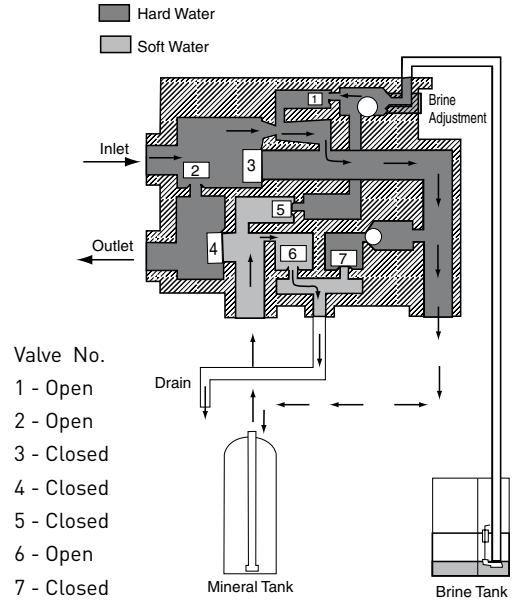 Hard Water
Soft Water
Brine
Adjustment
Inlet
Outlet
1
2
3
4
5
6
7
Drain
Valve No.
1 - Open
2 - Open
3 - Closed
4 - Closed
5 - Closed
6 - Open
7 - Closed
Mineral Tank
Brine Tank